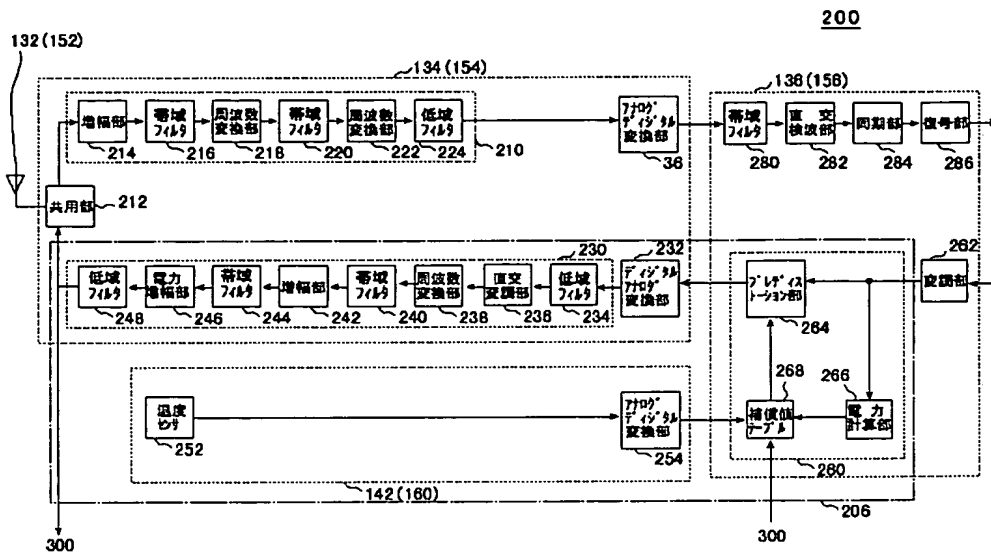 200
132(152)
134(154)
136(156)
増幅部
214
帯域
フィルタ
216
周波数
変換部
218
帯域
フィルタ
220
周波数
変換部
222
低域
フィルタ
224
210
アナログ
ディジタル
変換部
36
帯域
フィルタ
280
直交
検波部
282
同期部
284
復号部
286
共用部
212
低域
フィルタ
248
電力
増幅部
246
帯域
フィルタ
244
増幅部
242
帯域
フィルタ
240
周波数
変換部
238
直交
変調部
236
低域
フィルタ
234
230
232
ディジタル
アナログ
変換部
プレディス
トーション部
264
262
変調部
268
補償値
テーブル
266
電力
計算部
260
温度
センサ
252
アナログ
ディジタル
変換部
254
142(160)
206
300
300